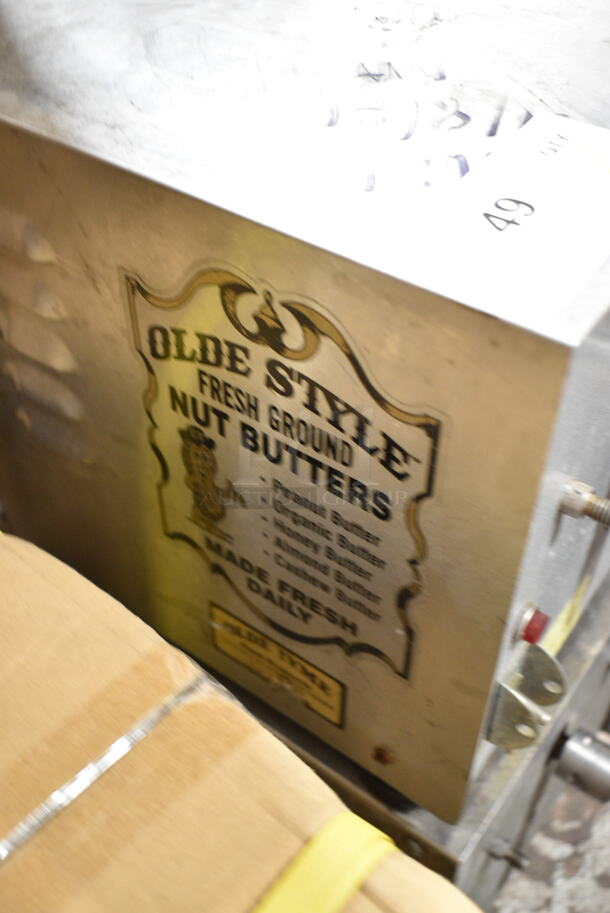 49
QTY
OLDE STYLE
FRESH GROUND
NUT BUTTERS
• Peanut Butter
• Organic Butter
• Honey Butter
• Almond Butter
• Cashew Butter
MADE FRESH
DAILY
OLDE TYME